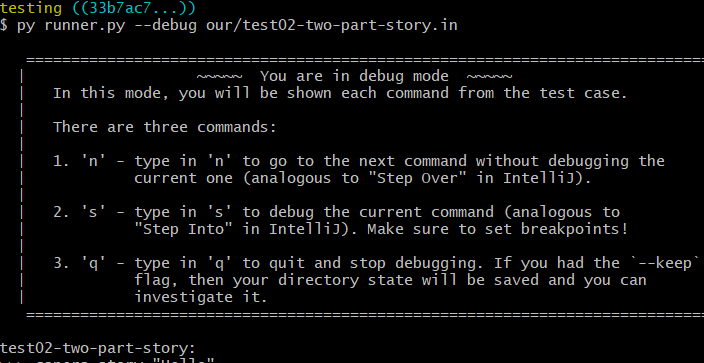 testing ((33b7ac7...))
$ py runner.py --debug our/test02-two-part-story.in
============================================================================
| ~~~~~ You are in debug mode ~~~~~
| In this mode, you will be shown each command from the test case.
|
| There are three commands:
|
| 1. 'n' - type in 'n' to go to the next command without debugging the
| current one (analogous to "Step Over" in IntelliJ).
|
| 2. 's' - type in 's' to debug the current command (analogous to
| "Step Into" in IntelliJ). Make sure to set breakpoints!
|
| 3. 'q' - type in 'q' to quit and stop debugging. If you had the `--keep`
| flag, then your directory state will be saved and you can
| investigate it.
============================================================================
test02-two-part-story: